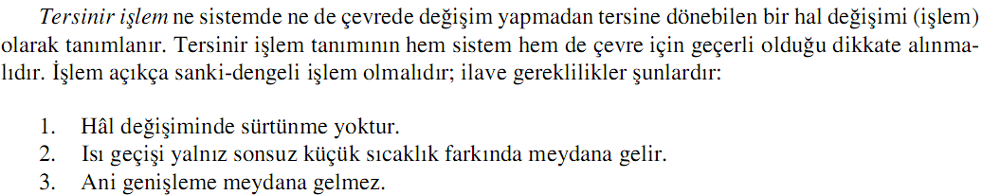 Tersinir işlem ne sistemde ne de çevrede değişim yapmadan tersine dönebilen bir hal değişimi (işlem)
olarak tanımlanır. Tersinir işlem tanımının hem sistem hem de çevre için geçerli olduğu dikkate alınma-
lıdır. İşlem açıkça sanki-dengeli işlem olmalıdır; ilave gereklilikler şunlardır:
1. Hâl değişiminde sürtünme yoktur.
2. Isı geçişi yalnız sonsuz küçük sıcaklık farkında meydana gelir.
3. Ani genişleme meydana gelmez.